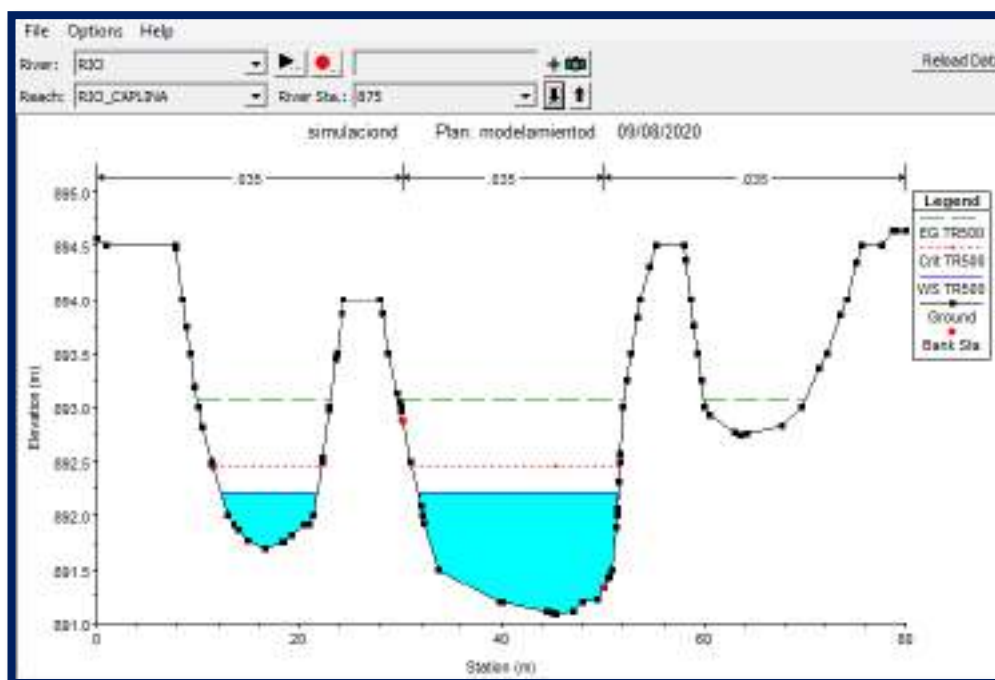 File Options Help
River: RIO
Reload Dat
Reach: RIO_CAPLINA River Sta.: 875
simulaciond Plan: modelamientod 09/08/2020
.035 .035 .035
895.0
894.5
894.0
893.5
893.0
892.5
892.0
891.5
891.0
Elevation (m)
0 20 40 60 80
Station (m)
Legend
EG TR500
Crit TR500
WS TR500
Ground
Bank Sta